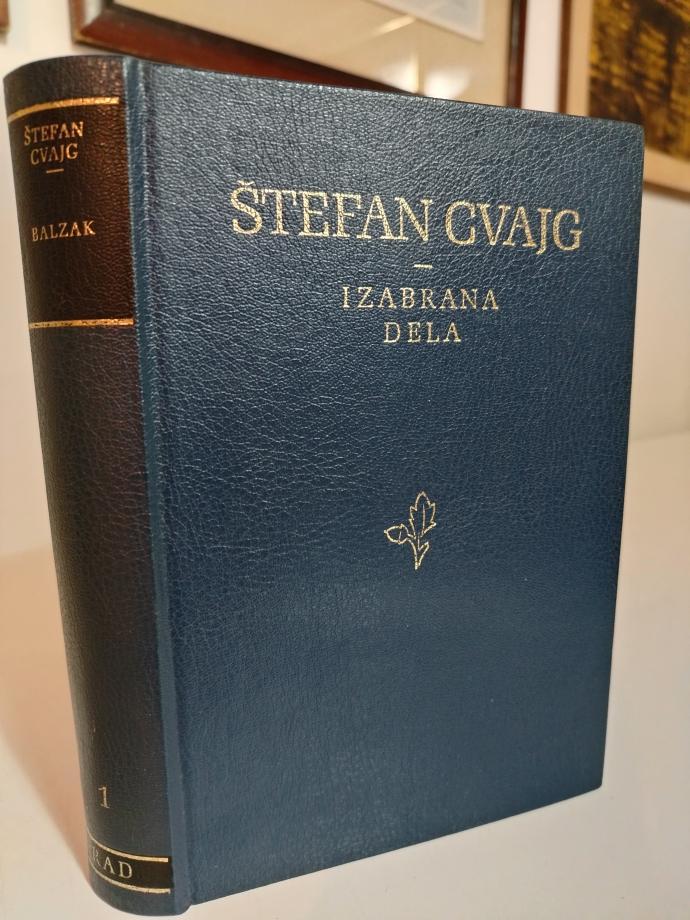 ŠTEFAN
CVAJG
BALZAK
1
ŠTEFAN CVAJG
IZABRANA
DELA